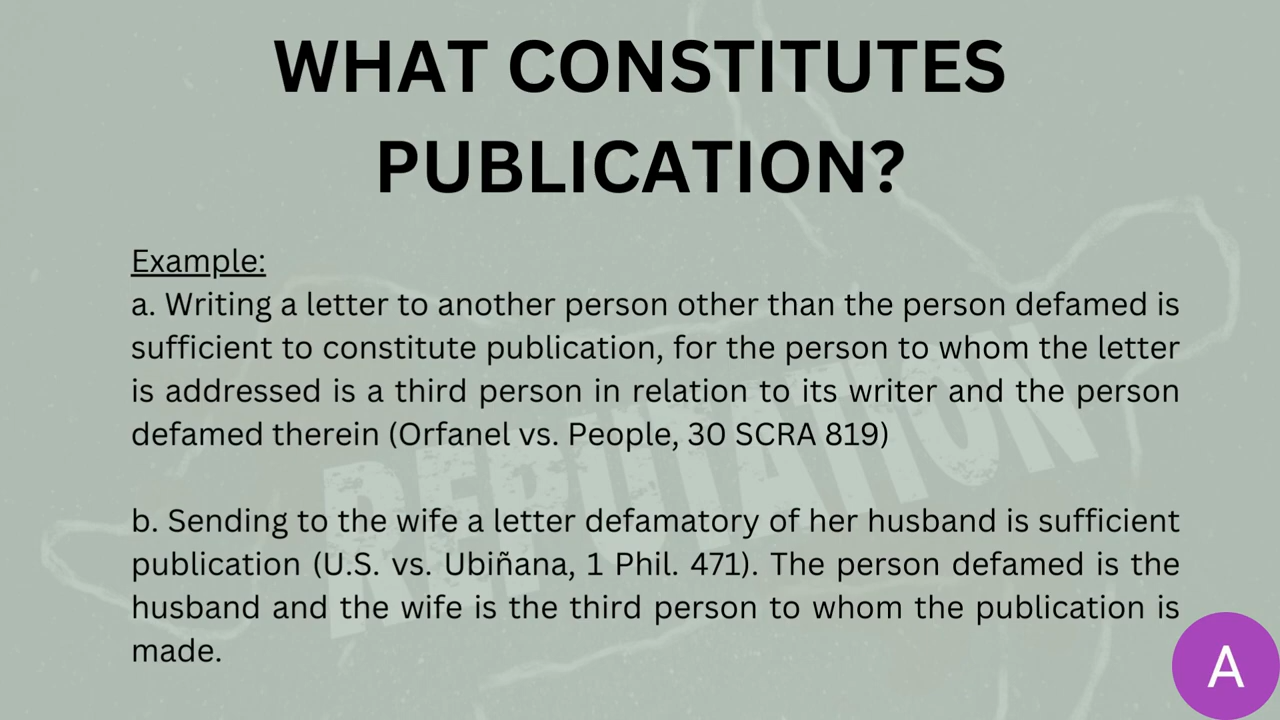 WHAT CONSTITUTES
PUBLICATION?
Example:
a. Writing a letter to another person other than the person defamed is
sufficient to constitute publication, for the person to whom the letter
is addressed is a third person in relation to its writer and the person
defamed therein (Orfanel vs. People, 30 SCRA 819)
REPUTATION
b. Sending to the wife a letter defamatory of her husband is sufficient
publication (U.S. vs. Ubiñana, 1 Phil. 471). The person defamed is the
husband and the wife is the third person to whom the publication is
made.
A